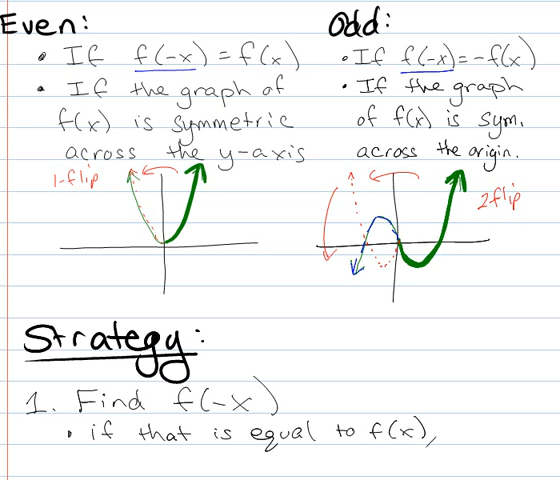 Even:
• If f(-x) = f(x)
• If the graph of
f(x) is symmetric
across the y-axis
1-flip
Odd:
• If f(-x)=-f(x)
• If the graph
of f(x) is sym.
across the origin.
2flip
Strategy:
1. Find f(-x)
• if that is equal to f(x),